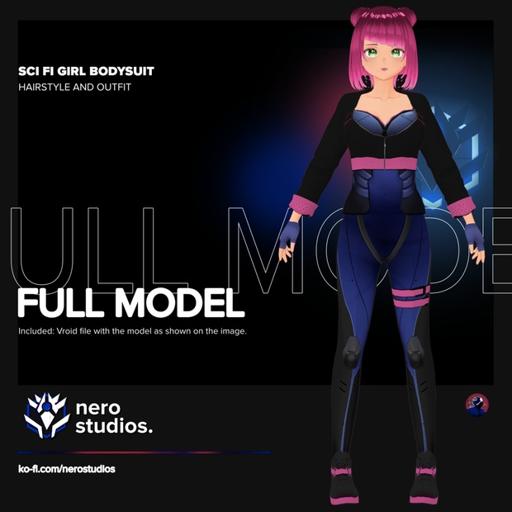 SCI FI GIRL BODYSUIT
HAIRSTYLE AND OUTFIT
ULL MODE
FULL MODEL
Included: Vroid file with the model as shown on the image.
nero
studios.
ko-fi.com/nerostudios